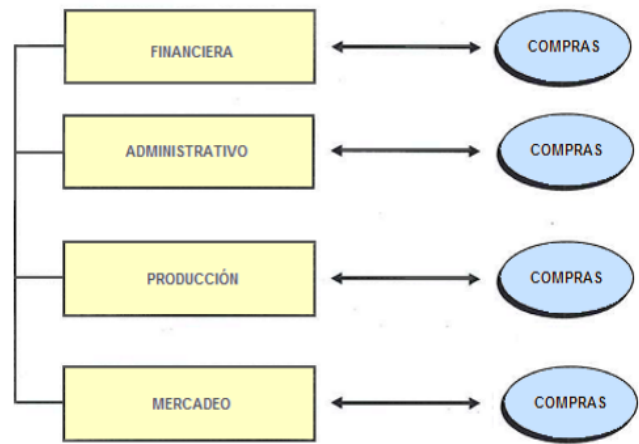 FINANCIERA
COMPRAS
ADMINISTRATIVO
COMPRAS
PRODUCCIÓN
COMPRAS
MERCADEO
COMPRAS